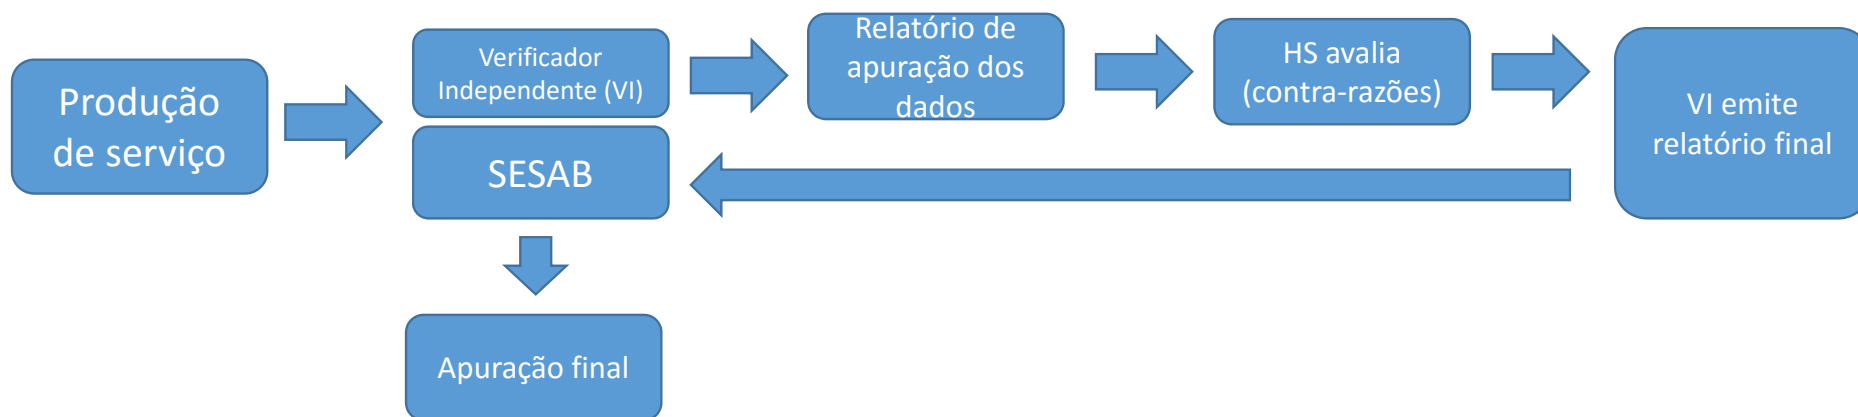 Produção
de serviço
Verificador
Independente (VI)
SESAB
Relatório de
apuração dos
dados
HS avalia
(contra-razões)
VI emite
relatório final
Apuração final